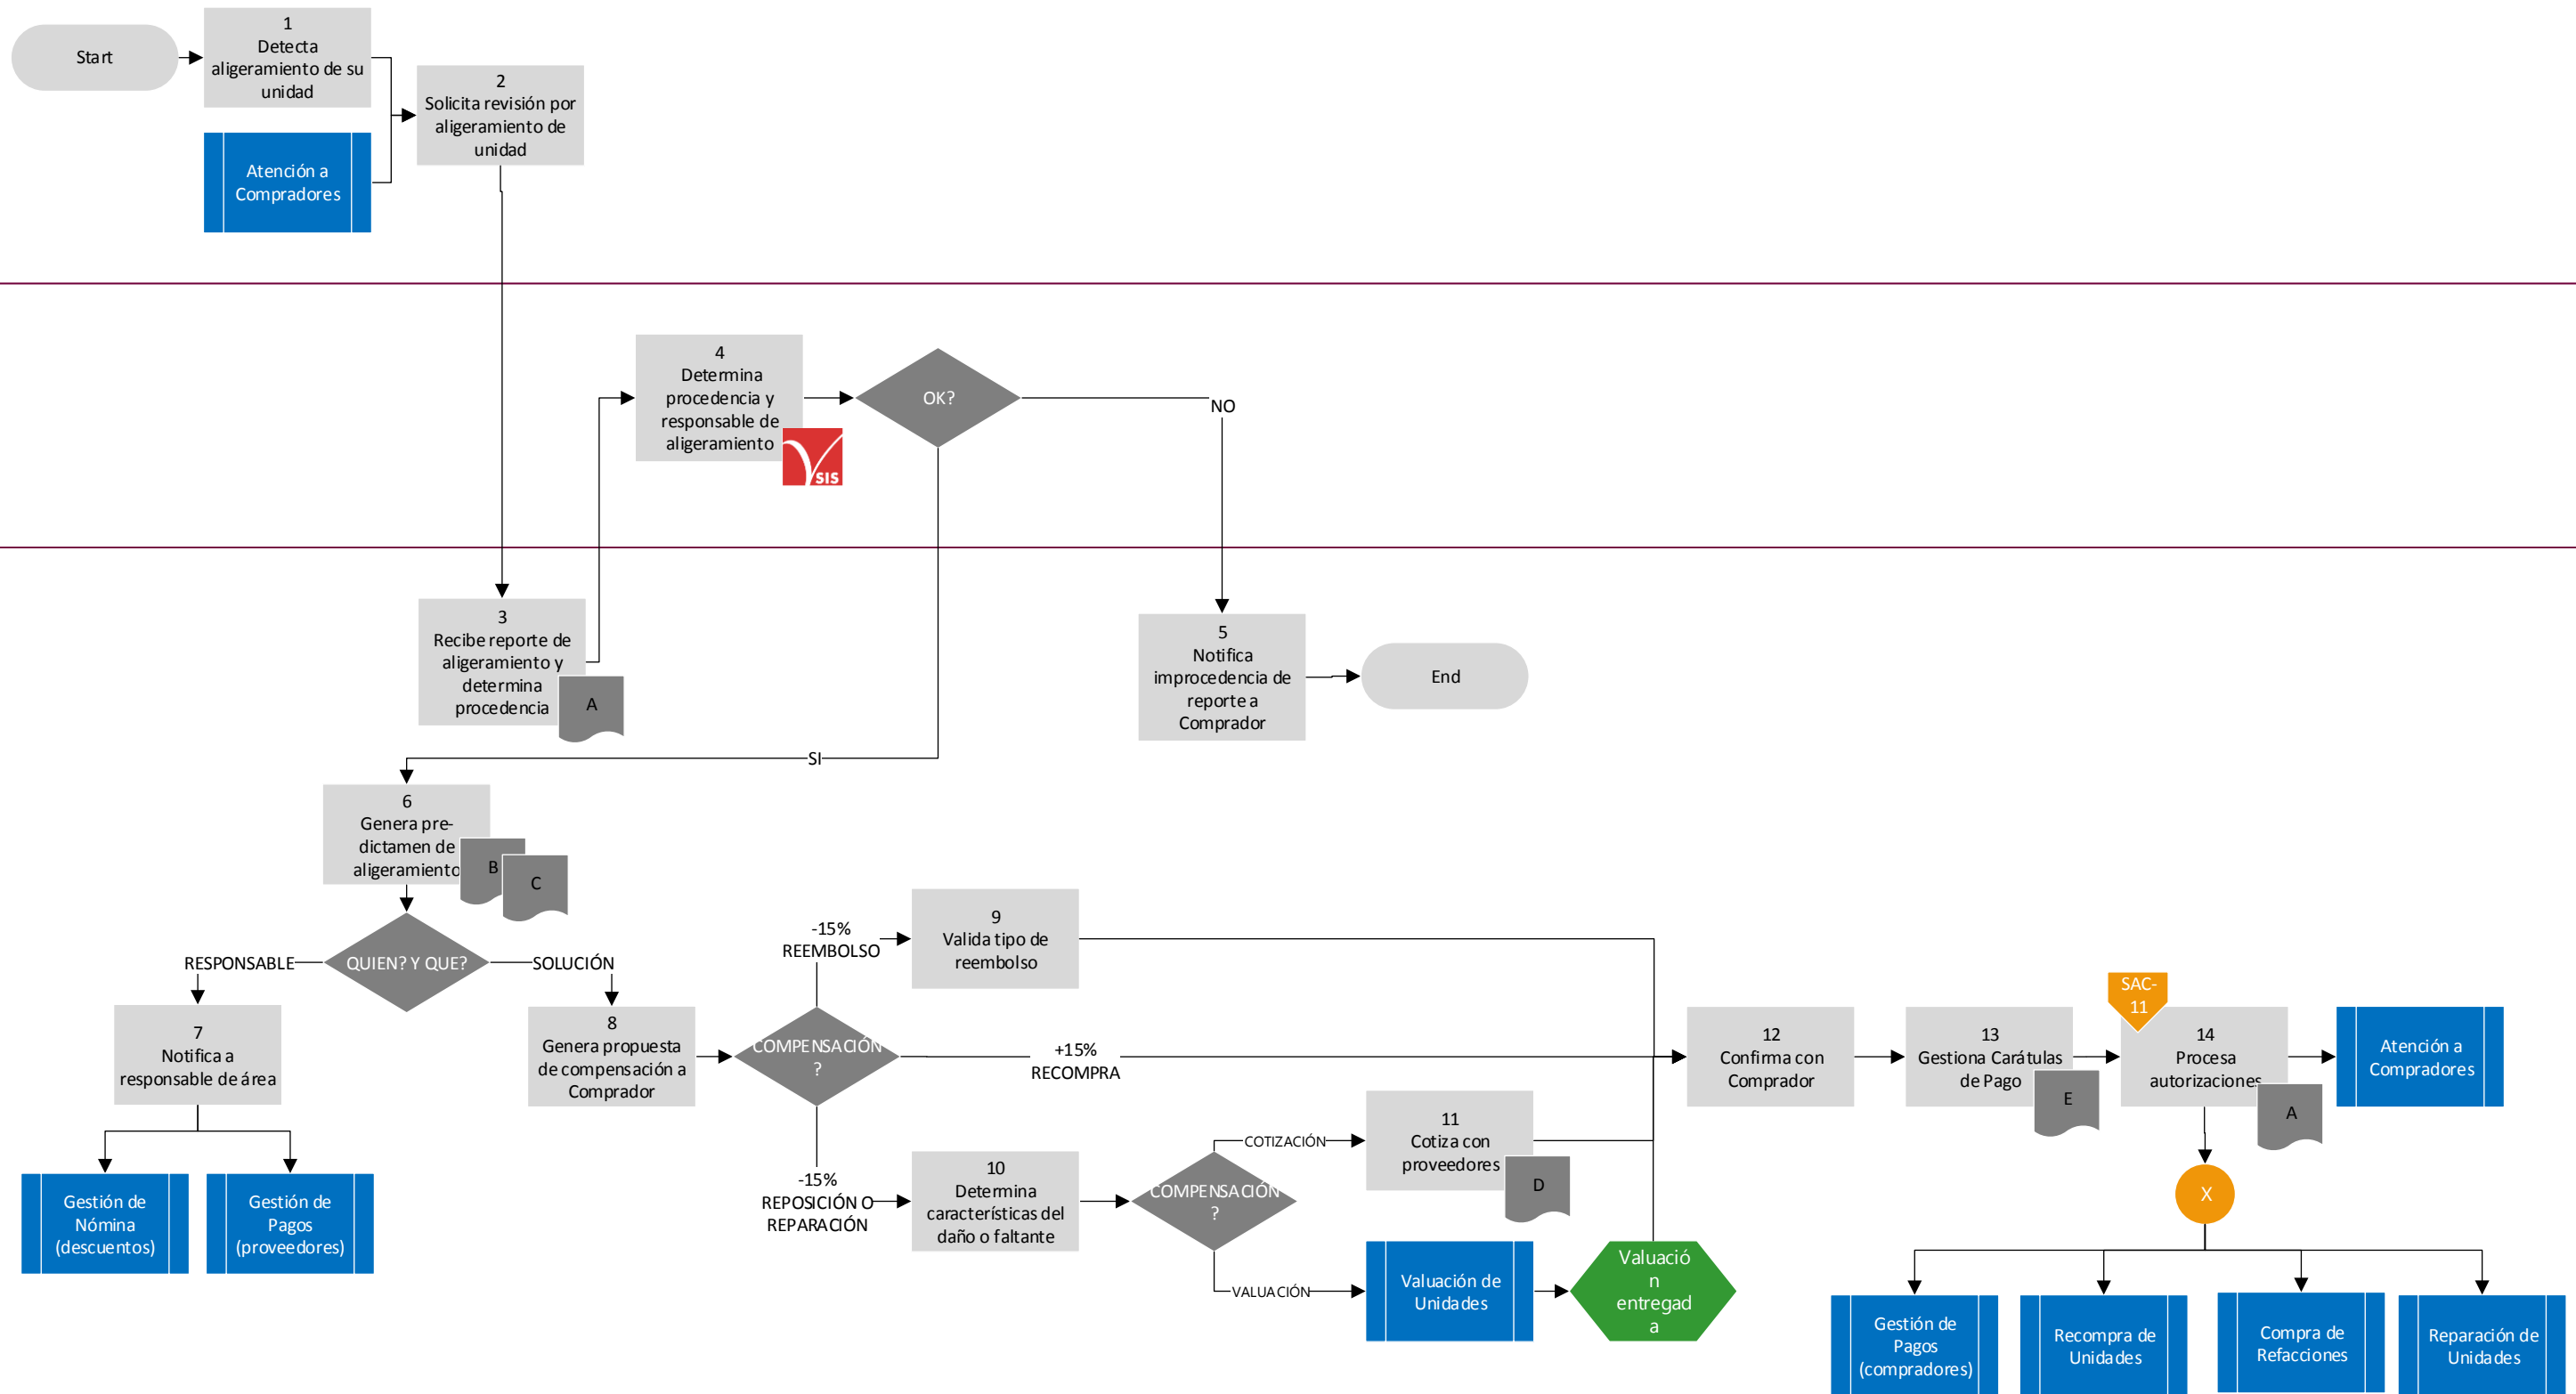 Start
1
Detecta
aligeramiento de su
unidad
2
Solicita revisión por
aligeramiento de
unidad
Atención a
Compradores
4
Determina
procedencia y
responsable de
aligeramiento
SIS
OK?
NO
3
Recibe reporte de
aligeramiento y
determina
procedencia
A
5
Notifica
improcedencia de
reporte a
Comprador
End
SI
6
Genera pre-
dictamen de
aligeramiento
B
C
QUIEN? Y QUE?
RESPONSABLE
SOLUCIÓN
7
Notifica a
responsable de área
Gestión de
Nómina
(descuentos)
Gestión de
Pagos
(proveedores)
8
Genera propuesta
de compensación a
Comprador
COMPENSACIÓN
?
-15%
REEMBOLSO
9
Valida tipo de
reembolso
+15%
RECOMPRA
-15%
REPOSICIÓN O
REPARACIÓN
10
Determina
características del
daño o faltante
COMPENSACIÓN
?
COTIZACIÓN
11
Cotiza con
proveedores
D
VALUACIÓN
Valuación de
Unidades
Valuació
n
entregad
a
12
Confirma con
Comprador
13
Gestiona Carátulas
de Pago
E
SAC-
11
14
Procesa
autorizaciones
A
Atención a
Compradores
X
Gestión de
Pagos
(compradores)
Recompra de
Unidades
Compra de
Refacciones
Reparación de
Unidades